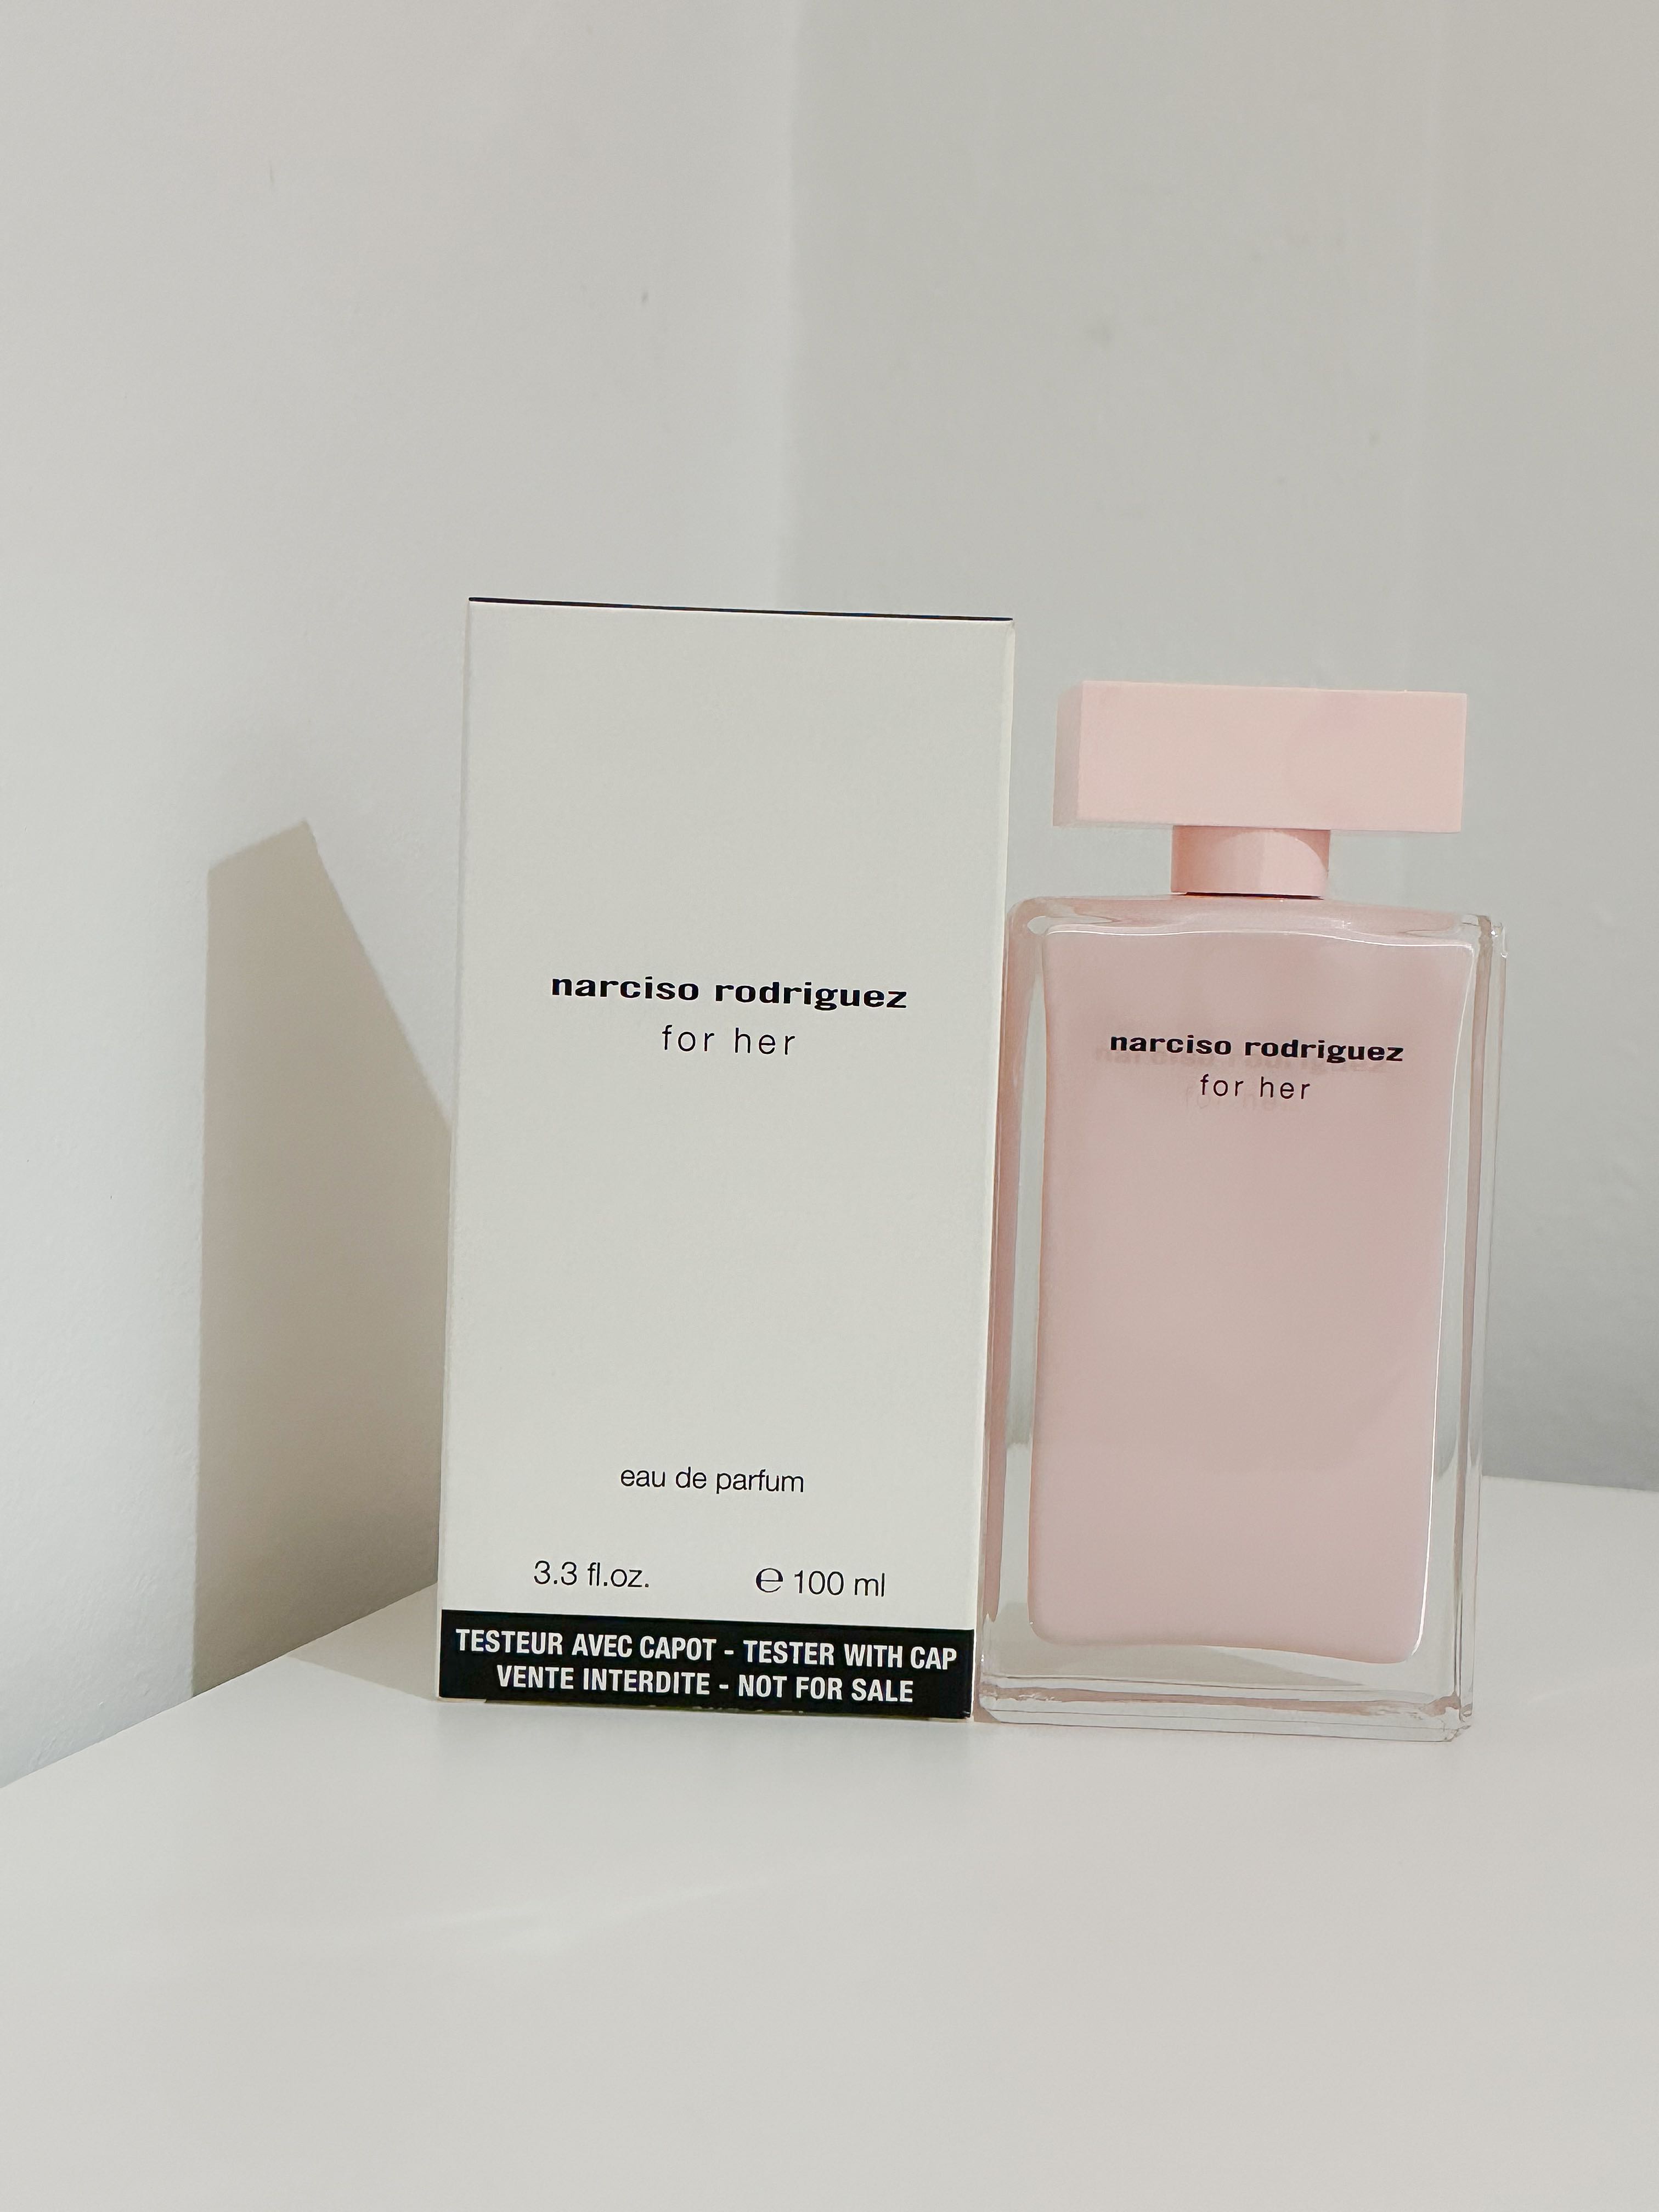 narciso rodriguez
for her
eau de parfum
3.3 fl.oz. ℮ 100 ml
TESTEUR AVEC CAPOT - TESTER WITH CAP
VENTE INTERDITE - NOT FOR SALE
narciso rodriguez
for her